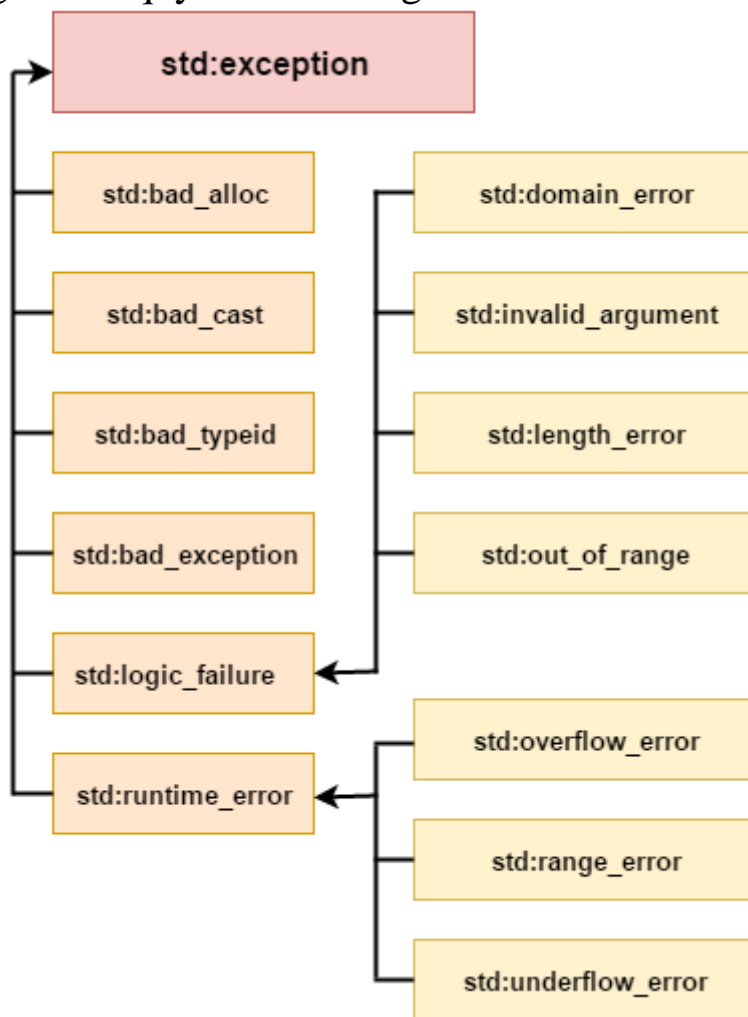 std:exception
std:bad_alloc
std:bad_cast
std:bad_typeid
std:bad_exception
std:logic_failure
std:runtime_error
std:domain_error
std:invalid_argument
std:length_error
std:out_of_range
std:overflow_error
std:range_error
std:underflow_error